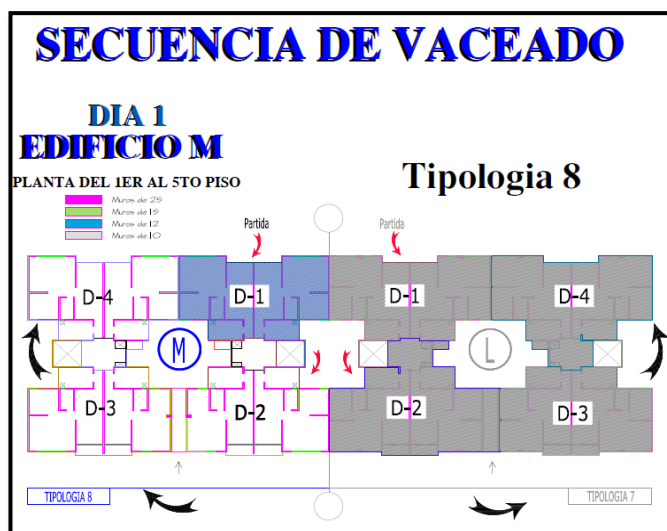 SECUENCIA DE VACEADO
DIA 1
EDIFICIO M
PLANTA DEL 1ER AL 5TO PISO
Tipologia 8
Muros de 25
Muros de 15
Muros de 12
Muros de 10
Partida
Partida
D-4
D-1
D-1
D-4
M
L
D-3
D-2
D-2
D-3
TIPOLOGIA 8
TIPOLOGIA 7